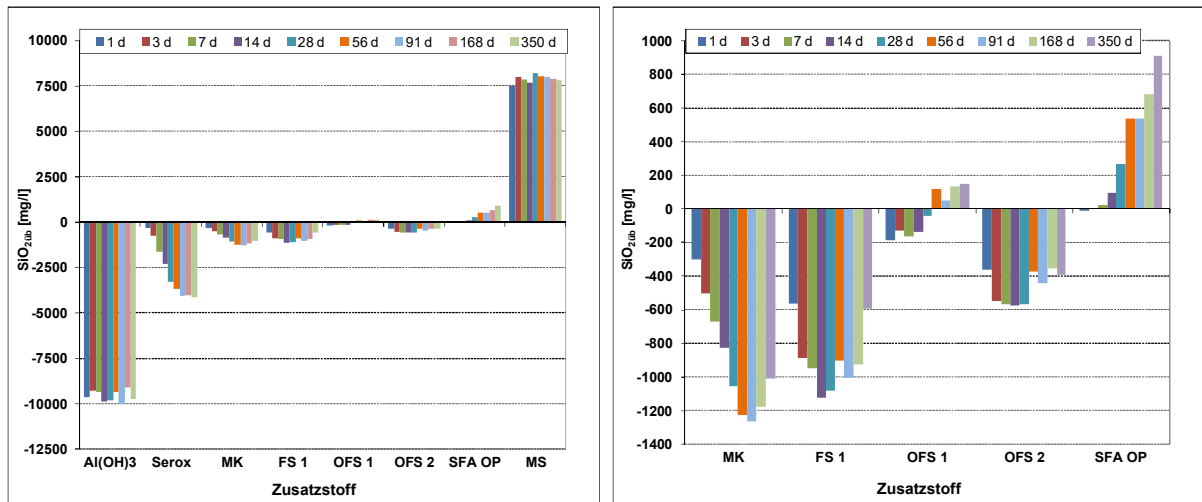 1 d 3 d 7 d 14 d 28 d 56 d 91 d 168 d 350 d
10000
7500
5000
2500
0
-2500
-5000
-7500
-10000
-12500
SiO2üb [mg/l]
Al(OH)3 Serox MK FS 1 OFS 1 OFS 2 SFA OP MS
Zusatzstoff
1 d 3 d 7 d 14 d 28 d 56 d 91 d 168 d 350 d
1000
800
600
400
200
0
-200
-400
-600
-800
-1000
-1200
-1400
SiO2üb [mg/l]
MK FS 1 OFS 1 OFS 2 SFA OP
Zusatzstoff